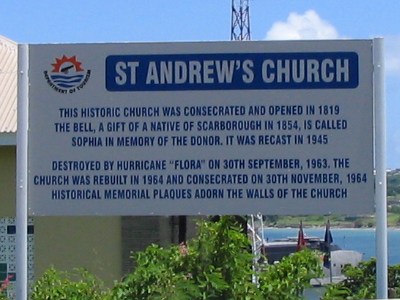 DEPARTMENT OF TOURISM
ST ANDREW'S CHURCH
THIS HISTORIC CHURCH WAS CONSECRATED AND OPENED IN 1819
THE BELL, A GIFT OF A NATIVE OF SCARBOROUGH IN 1854, IS CALLED
SOPHIA IN MEMORY OF THE DONOR. IT WAS RECAST IN 1945
DESTROYED BY HURRICANE "FLORA" ON 30TH SEPTEMBER, 1963. THE
CHURCH WAS REBUILT IN 1964 AND CONSECRATED ON 30TH NOVEMBER, 1964
HISTORICAL MEMORIAL PLAQUES ADORN THE WALLS OF THE CHURCH